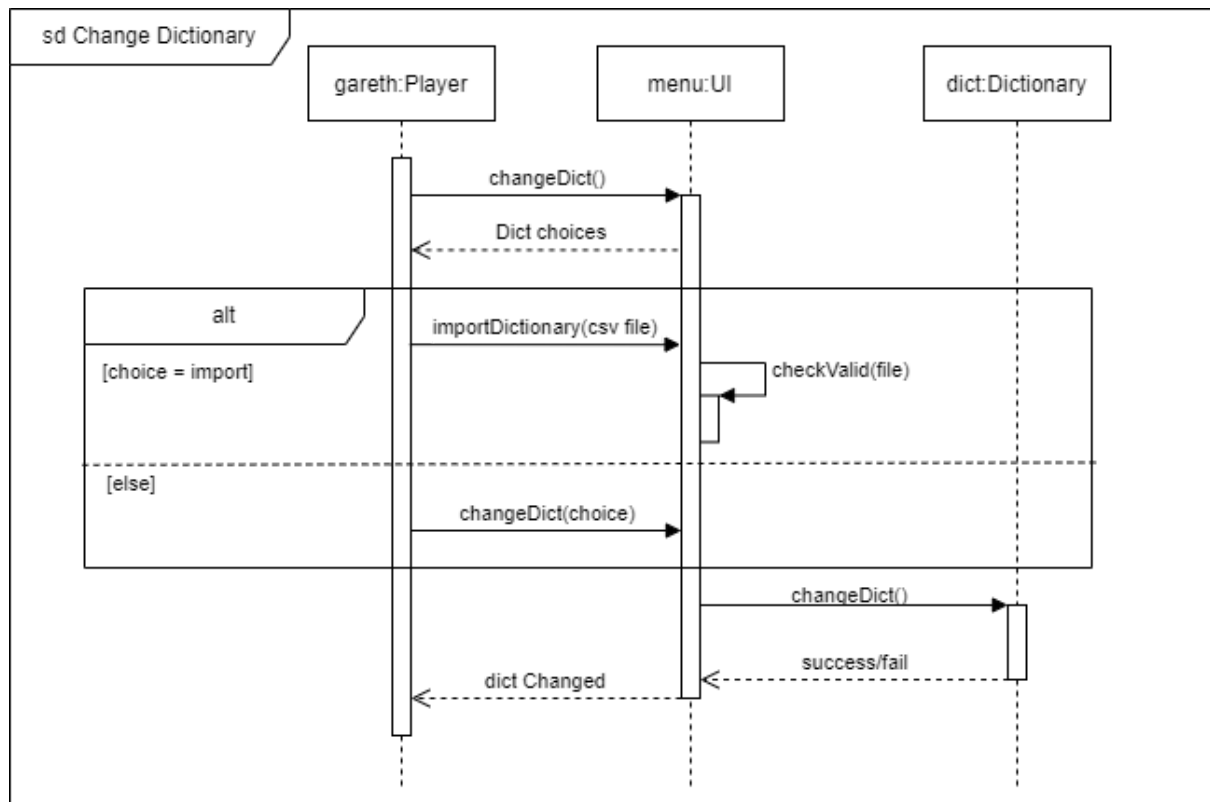 sd Change Dictionary
gareth:Player
menu:UI
dict:Dictionary
changeDict()
Dict choices
alt
importDictionary(csv file)
[choice = import]
checkValid(file)
[else]
changeDict(choice)
changeDict()
success/fail
dict Changed